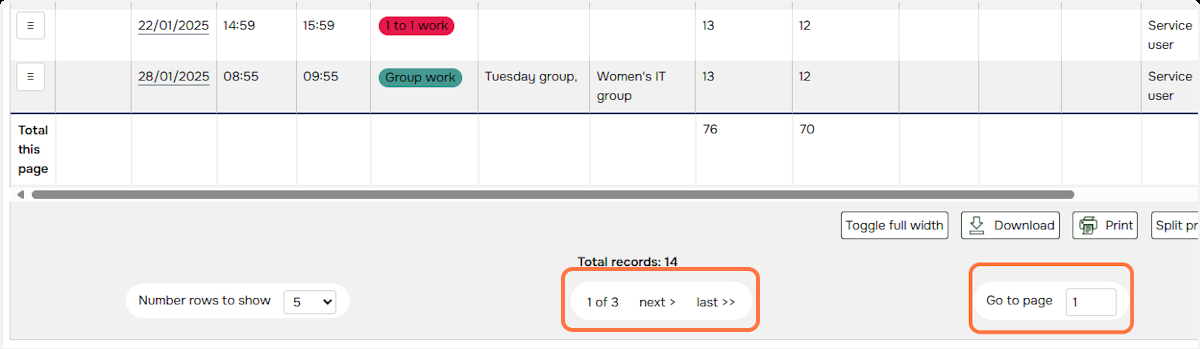 22/01/2025 14:59 15:59 1 to 1 work 13 12 Service
user
28/01/2025 08:55 09:55 Group work Tuesday group, Women's IT 13 12 Service
group user
Total 76 70
this
page
Toggle full width Download Print Split pr
Total records: 14
Number rows to show 5 1 of 3 next > last >> Go to page 1